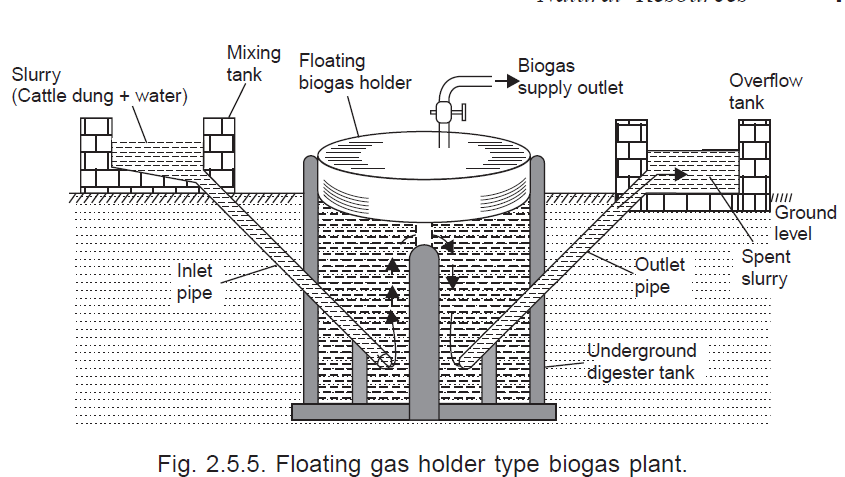 Natural Resources
Slurry
(Cattle dung + water)
Mixing
tank
Floating
biogas holder
Biogas
supply outlet
Overflow
tank
Ground
level
Spent
slurry
Inlet
pipe
Outlet
pipe
Underground
digester tank
Fig. 2.5.5. Floating gas holder type biogas plant.